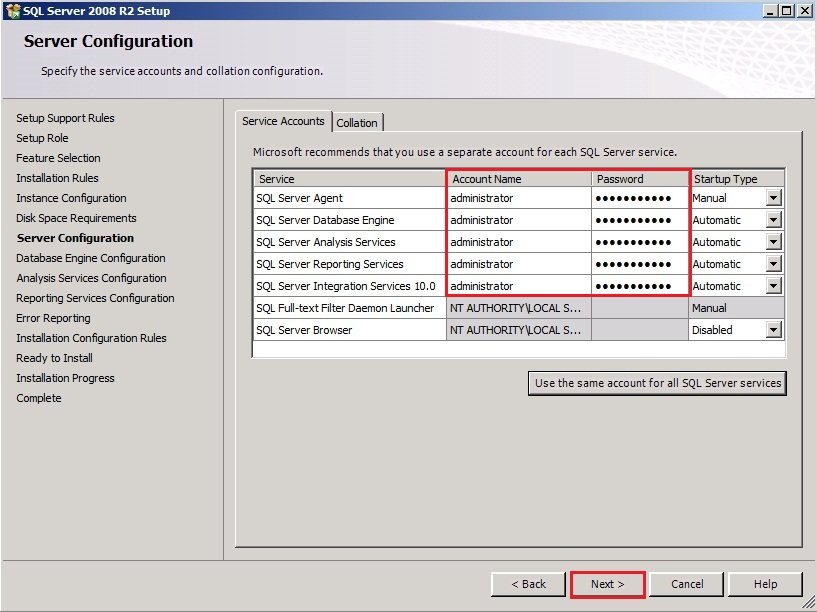 SQL Server 2008 R2 Setup
Server Configuration
Specify the service accounts and collation configuration.
Setup Support Rules
Setup Role
Feature Selection
Installation Rules
Instance Configuration
Disk Space Requirements
Server Configuration
Database Engine Configuration
Analysis Services Configuration
Reporting Services Configuration
Error Reporting
Installation Configuration Rules
Ready to Install
Installation Progress
Complete
Service Accounts Collation
Microsoft recommends that you use a separate account for each SQL Server service.
Service Account Name Password Startup Type
SQL Server Agent administrator ●●●●●●●●●●● Manual
SQL Server Database Engine administrator ●●●●●●●●●●● Automatic
SQL Server Analysis Services administrator ●●●●●●●●●●● Automatic
SQL Server Reporting Services administrator ●●●●●●●●●●● Automatic
SQL Server Integration Services 10.0 administrator ●●●●●●●●●●● Automatic
SQL Full-text Filter Daemon Launcher NT AUTHORITY\LOCAL S... Manual
SQL Server Browser NT AUTHORITY\LOCAL S... Disabled
Use the same account for all SQL Server services
< Back Next > Cancel Help